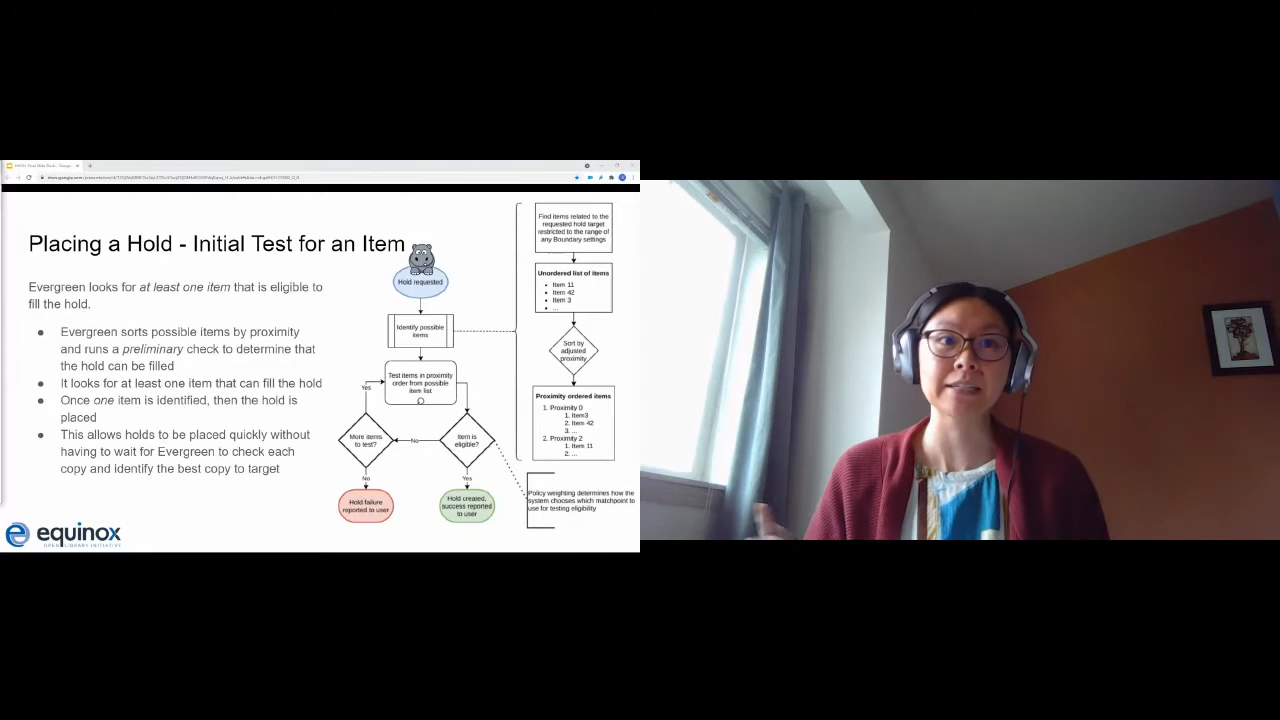 Placing a Hold - Initial Test for an Item
Evergreen looks for at least one item that is eligible to
fill the hold.
● Evergreen sorts possible items by proximity
and runs a preliminary check to determine that
the hold can be filled
● It looks for at least one item that can fill the hold
● Once one item is identified, then the hold is
placed
● This allows holds to be placed quickly without
having to wait for Evergreen to check each
copy and identify the best copy to target
Hold requested
Identify possible
items
Test items in proximity
order from possible
item list
Yes
More items
to test?
No
Item is
eligible?
No
Yes
Hold failure
reported to user
Hold created,
success reported
to user
Find items related to the
requested hold target
restricted to the range of
any Boundary settings
Unordered list of items
• Item 11
• Item 42
• Item 3
• ...
Sort by
adjusted
proximity
Proximity ordered items
1. Proximity 0
1. Item3
2. Item 42
3. ...
2. Proximity 2
1. Item 11
2. ...
Policy weighting determines how the
system chooses which matchpoint to
use for testing eligibility
equinox
OPEN LIBRARY INITIATIVE